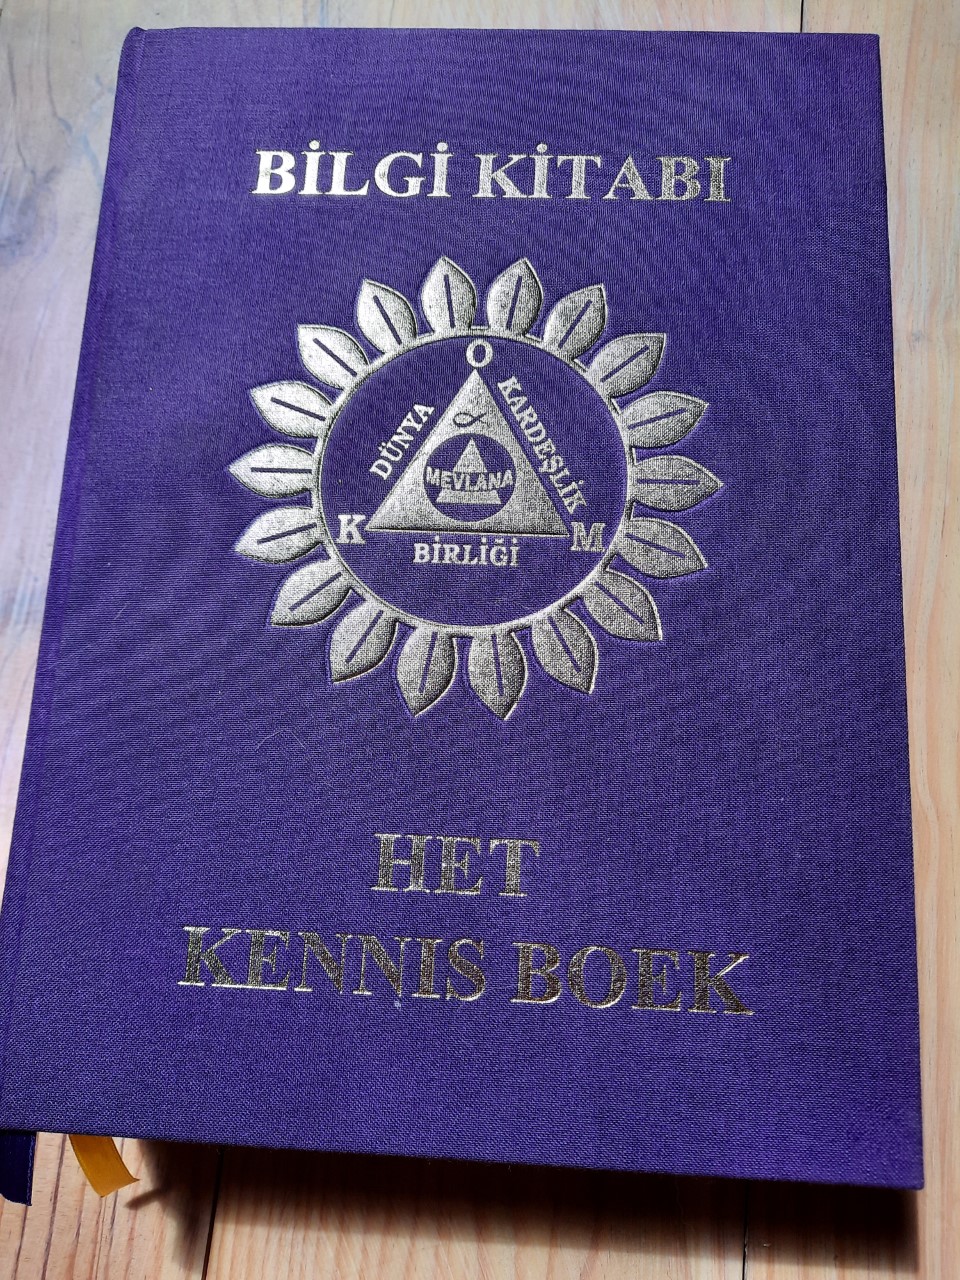 BİLGİ KİTABI
O
DÜNYA
KARDEŞLİK
MEVLANA
K
M
BİRLİĞİ
HET
KENNIS BOEK